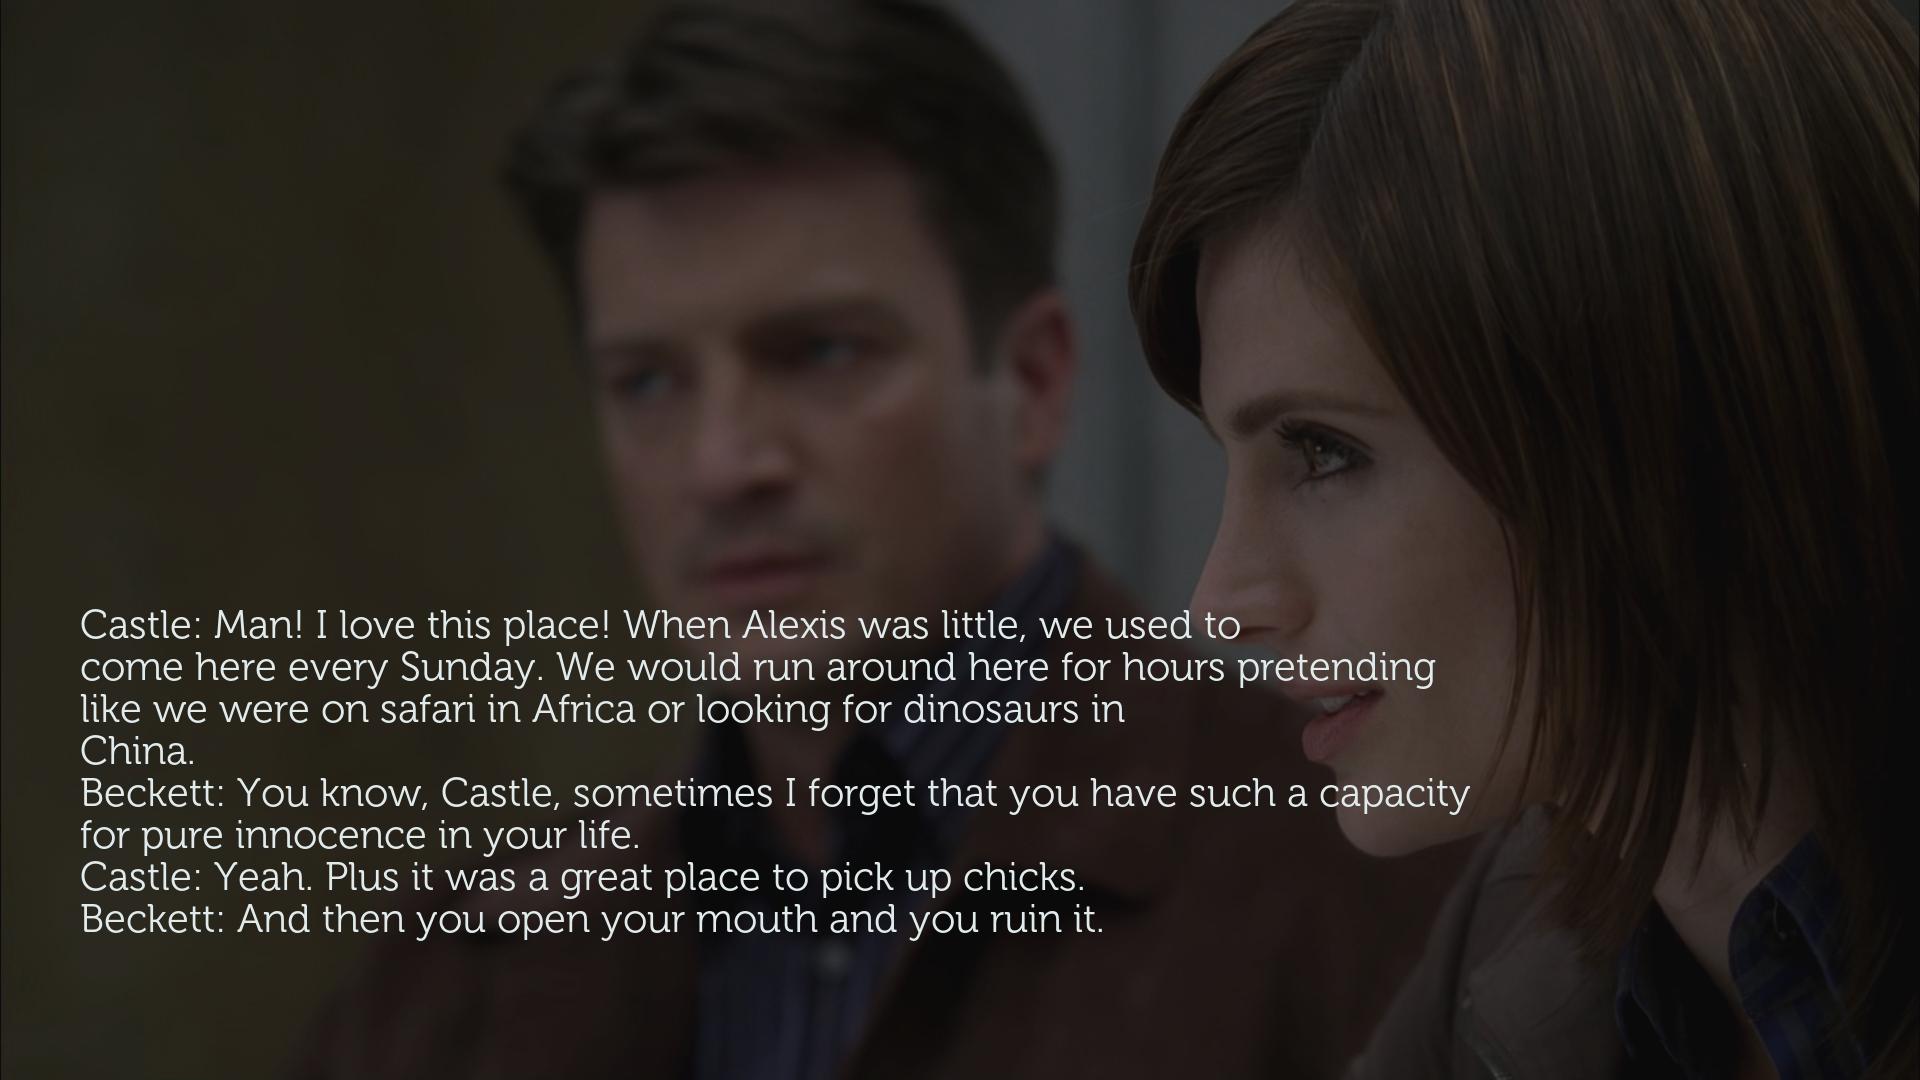 Castle: Man! I love this place! When Alexis was little, we used to
come here every Sunday. We would run around here for hours pretending
like we were on safari in Africa or looking for dinosaurs in
China.
Beckett: You know, Castle, sometimes I forget that you have such a capacity
for pure innocence in your life.
Castle: Yeah. Plus it was a great place to pick up chicks.
Beckett: And then you open your mouth and you ruin it.